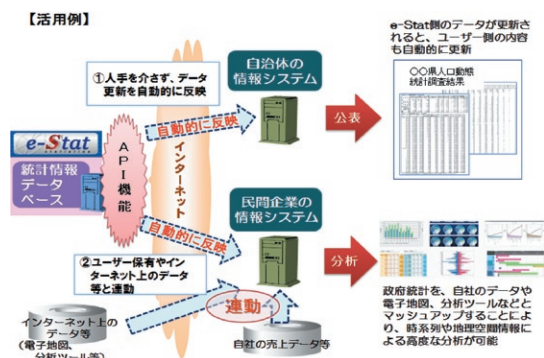 【活用例】
①人手を介さず、データ
更新を自動的に反映
自治体の
情報システム
e-Stat側のデータが更新さ
れると、ユーザー側の内容
も自動的に更新
○○県人口動態
統計調査結果
公表
自動的に反映
e-Stat
統計情報
データ
ベース
API機能
インターネット
民間企業の
情報システム
自動的に反映
分析
②ユーザー保有やイン
ターネット上のデータ
等と連動
連動
インターネット上の
データ等
(電子地図、
分析ツール等)
自社の売上データ等
政府統計を、自社のデータや
電子地図、分析ツールなどと
マッシュアップすることによ
り、時系列や地理空間情報に
よる高度な分析が可能